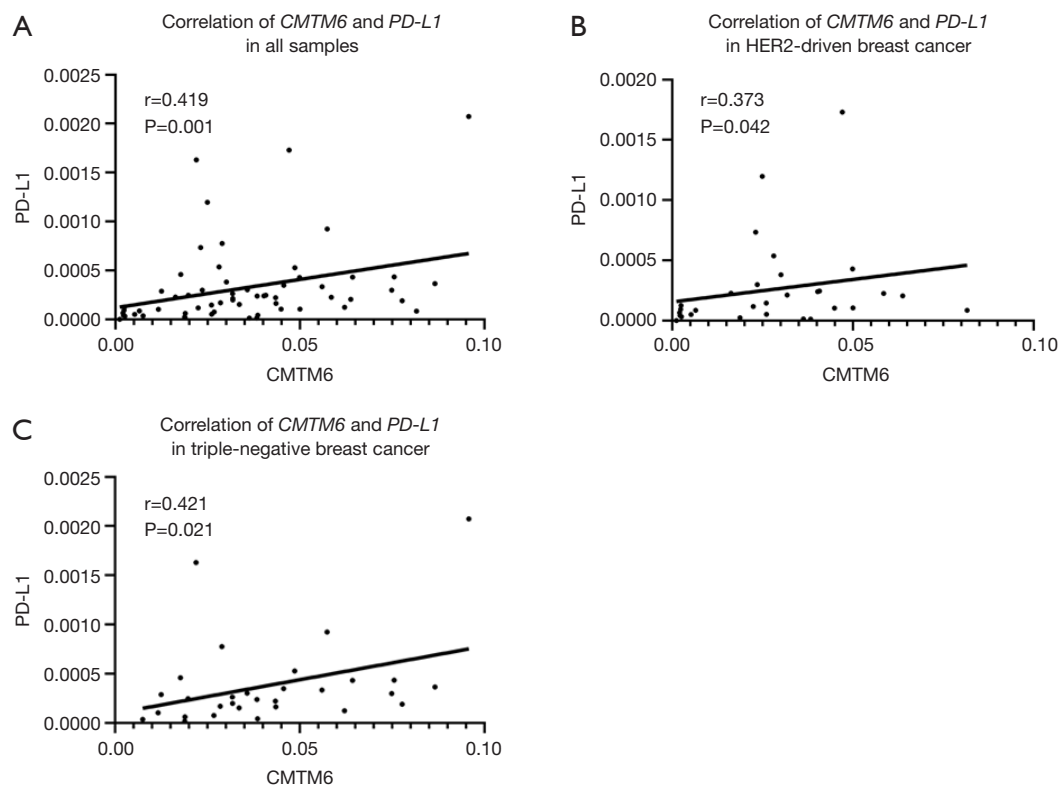 A
Correlation of CMTM6 and PD-L1
in all samples
r=0.419
P=0.001
PD-L1
0.0025
0.0020
0.0015
0.0010
0.0005
0.0000
0.00
0.05
0.10
CMTM6
B
Correlation of CMTM6 and PD-L1
in HER2-driven breast cancer
r=0.373
P=0.042
PD-L1
0.0020
0.0015
0.0010
0.0005
0.0000
0.00
0.05
0.10
CMTM6
C
Correlation of CMTM6 and PD-L1
in triple-negative breast cancer
r=0.421
P=0.021
PD-L1
0.0025
0.0020
0.0015
0.0010
0.0005
0.0000
0.00
0.05
0.10
CMTM6